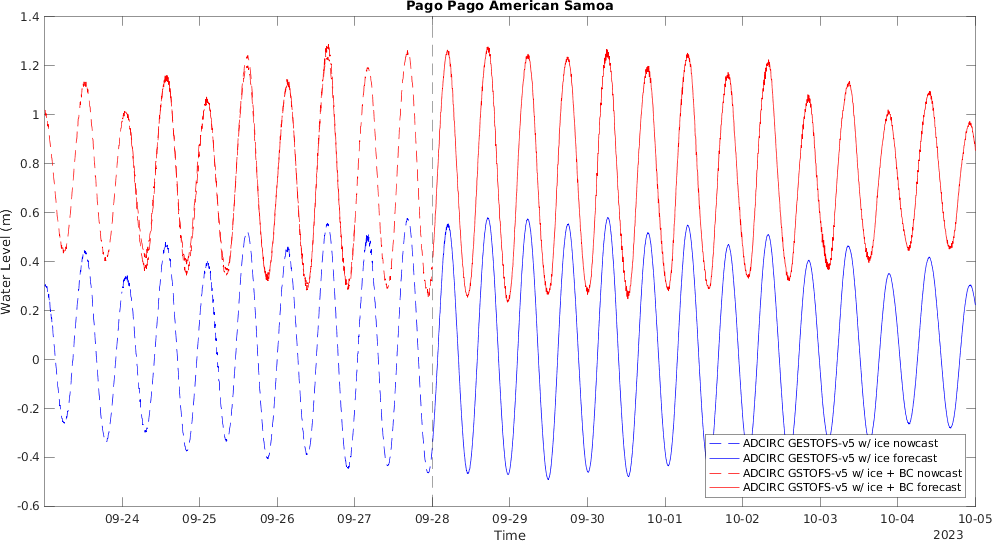 Pago Pago American Samoa
1.4
1.2
1
0.8
0.6
0.4
0.2
0
-0.2
-0.4
-0.6
Water Level (m)
ADCIRC GESTOFS-v5 w/ ice nowcast
ADCIRC GESTOFS-v5 w/ ice forecast
ADCIRC GSTOFS-v5 w/ ice + BC nowcast
ADCIRC GSTOFS-v5 w/ ice + BC forecast
09-24 09-25 09-26 09-27 09-28 09-29 09-30 10-01 10-02 10-03 10-04 10-05
Time
2023